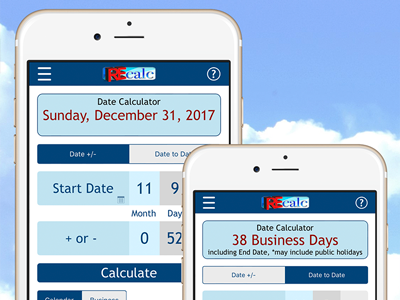 REcalc
?
Date Calculator
Sunday, December 31, 2017
Date +/-
Date to Da
Start Date
11
9
Month
Day
+ or -
0
52
Calculate
Calendar
Business
REcalc
?
Date Calculator
38 Business Days
including End Date, *may include public holidays
Date +/-
Date to Date